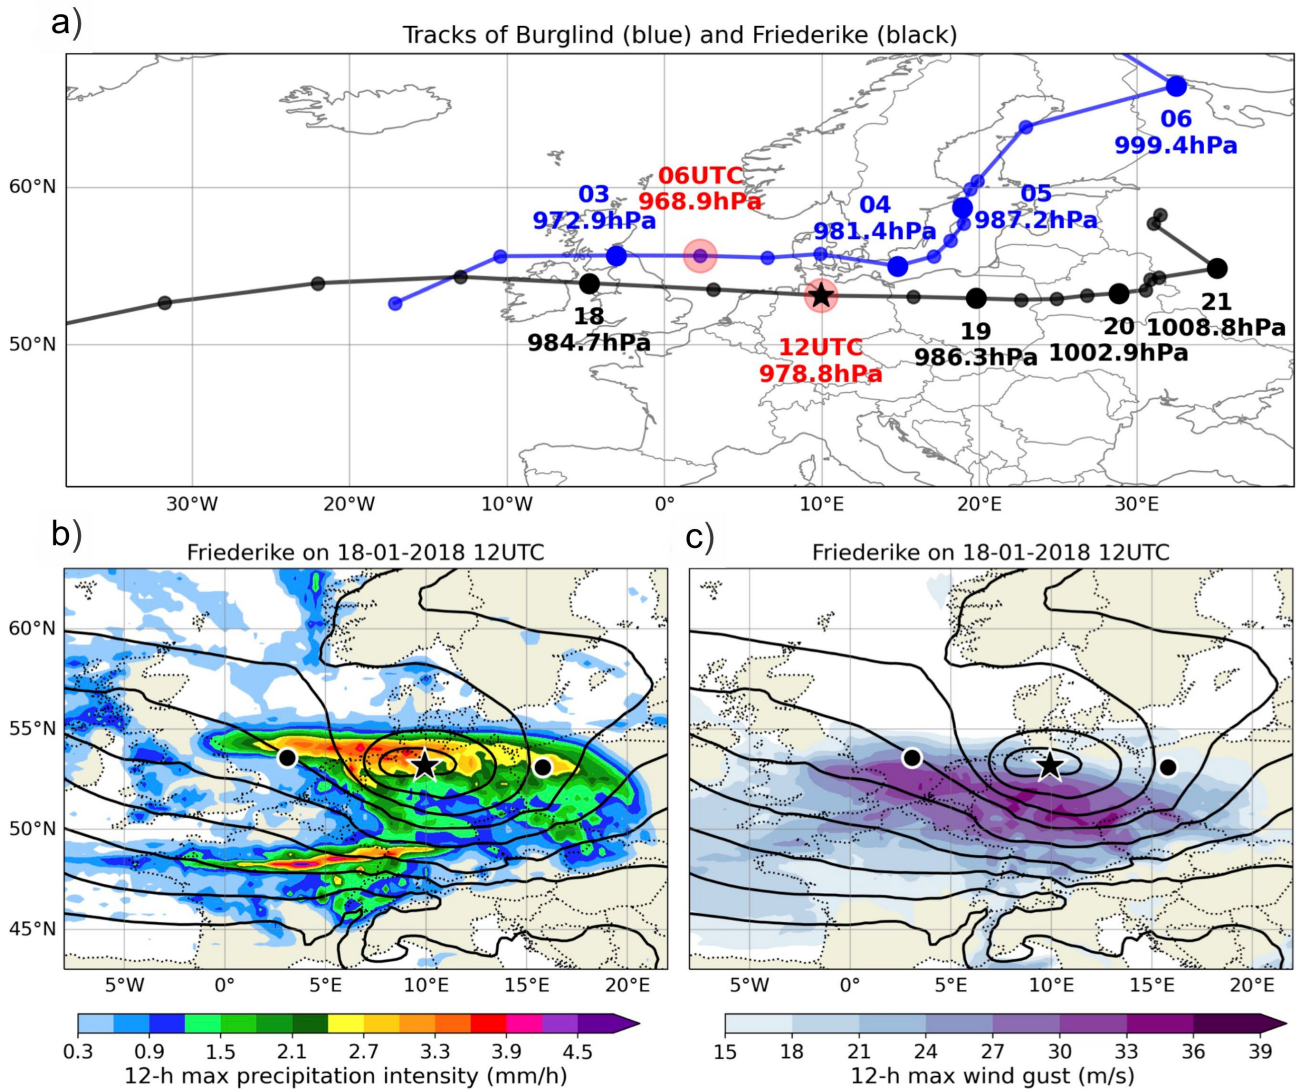 a)
Tracks of Burglind (blue) and Friederike (black)
06
999.4hPa
06UTC
968.9hPa
03
972.9hPa
04
981.4hPa
05
987.2hPa
18
984.7hPa
12UTC
978.8hPa
19
986.3hPa
20
1002.9hPa
21
1008.8hPa
60°N
50°N
30°W 20°W 10°W 0° 10°E 20°E 30°E
b)
Friederike on 18-01-2018 12UTC
60°N
55°N
50°N
45°N
5°W 0° 5°E 10°E 15°E 20°E
0.3 0.9 1.5 2.1 2.7 3.3 3.9 4.5
12-h max precipitation intensity (mm/h)
c)
Friederike on 18-01-2018 12UTC
5°W 0° 5°E 10°E 15°E 20°E
15 18 21 24 27 30 33 36 39
12-h max wind gust (m/s)